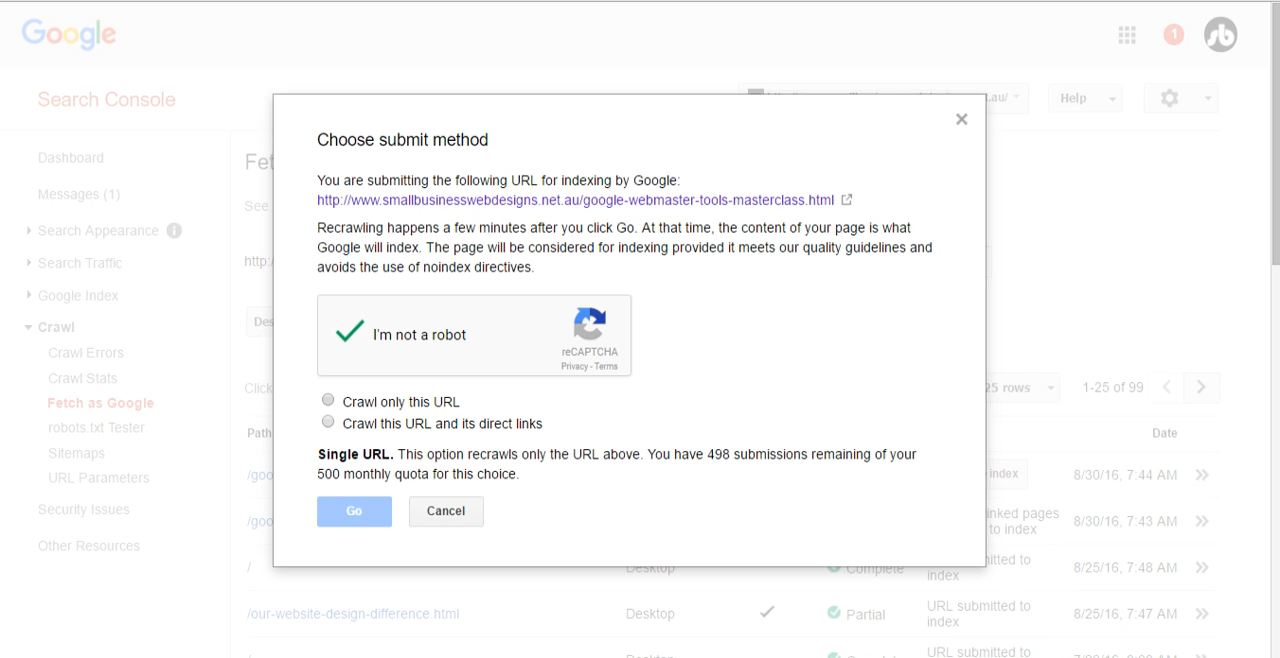 Google
1
Search Console
.au/
Help
Choose submit method
You are submitting the following URL for indexing by Google:
http://www.smallbusinesswebdesigns.net.au/google-webmaster-tools-masterclass.html
Recrawling happens a few minutes after you click Go. At that time, the content of your page is what
Google will index. The page will be considered for indexing provided it meets our quality guidelines and
avoids the use of noindex directives.
I'm not a robot
reCAPTCHA
Privacy - Terms
Crawl only this URL
Crawl this URL and its direct links
Single URL. This option recrawls only the URL above. You have 498 submissions remaining of your
500 monthly quota for this choice.
Go
Cancel
Dashboard
Messages (1)
Search Appearance
Search Traffic
Google Index
Crawl
Crawl Errors
Crawl Stats
Fetch as Google
robots.txt Tester
Sitemaps
URL Parameters
Security Issues
Other Resources
Fet
See
http:/
Des
Click
25 rows
1-25 of 99
Path
Date
/goo
index
8/30/16, 7:44 AM
/goo
inked pages
to index
8/30/16, 7:43 AM
/
Desktop
Complete
mitted to
index
8/25/16, 7:48 AM
/our-website-design-difference.html
Desktop
Partial
URL submitted to
index
8/25/16, 7:47 AM
URL submitted to